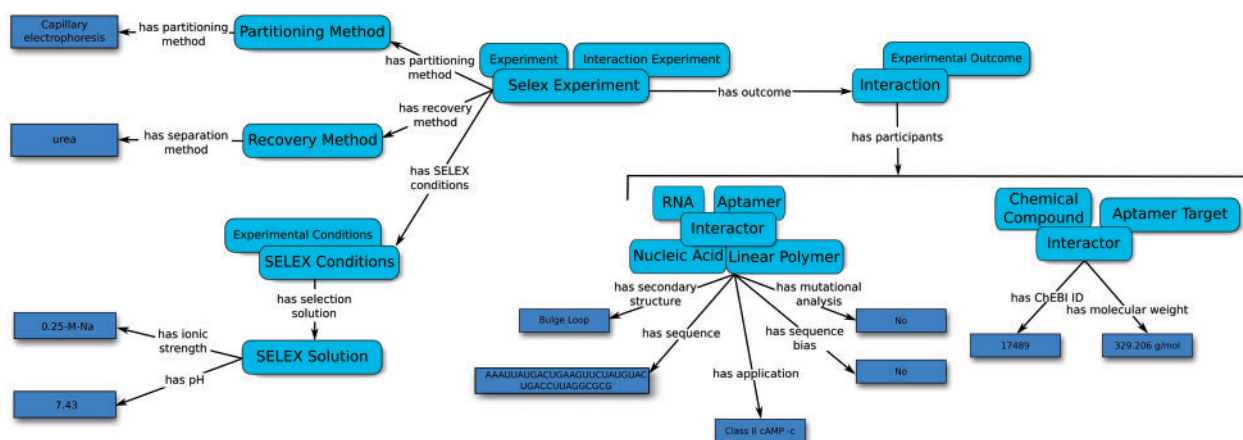 Capillary
electrophoresis
has partitioning
method
Partitioning Method
has partitioning
method
Experiment
Interaction Experiment
Selex Experiment
has outcome
Experimental Outcome
Interaction
has participants
urea
has separation
method
Recovery Method
has recovery
method
has SELEX
conditions
Experimental Conditions
SELEX Conditions
has selection
solution
SELEX Solution
0.25-M-Na
has ionic
strength
has pH
7.43
RNA
Aptamer
Interactor
Nucleic Acid
Linear Polymer
has secondary
structure
Bulge Loop
has sequence
AAAUUAUGACUGAAGUUCUAUGUAC
UGACCUUAGGCGCG
has application
Class II cAMP -c
has mutational
analysis
No
has sequence
bias
No
Chemical
Compound
Aptamer Target
Interactor
has ChEBI ID
17489
has molecular weight
329.206 g/mol